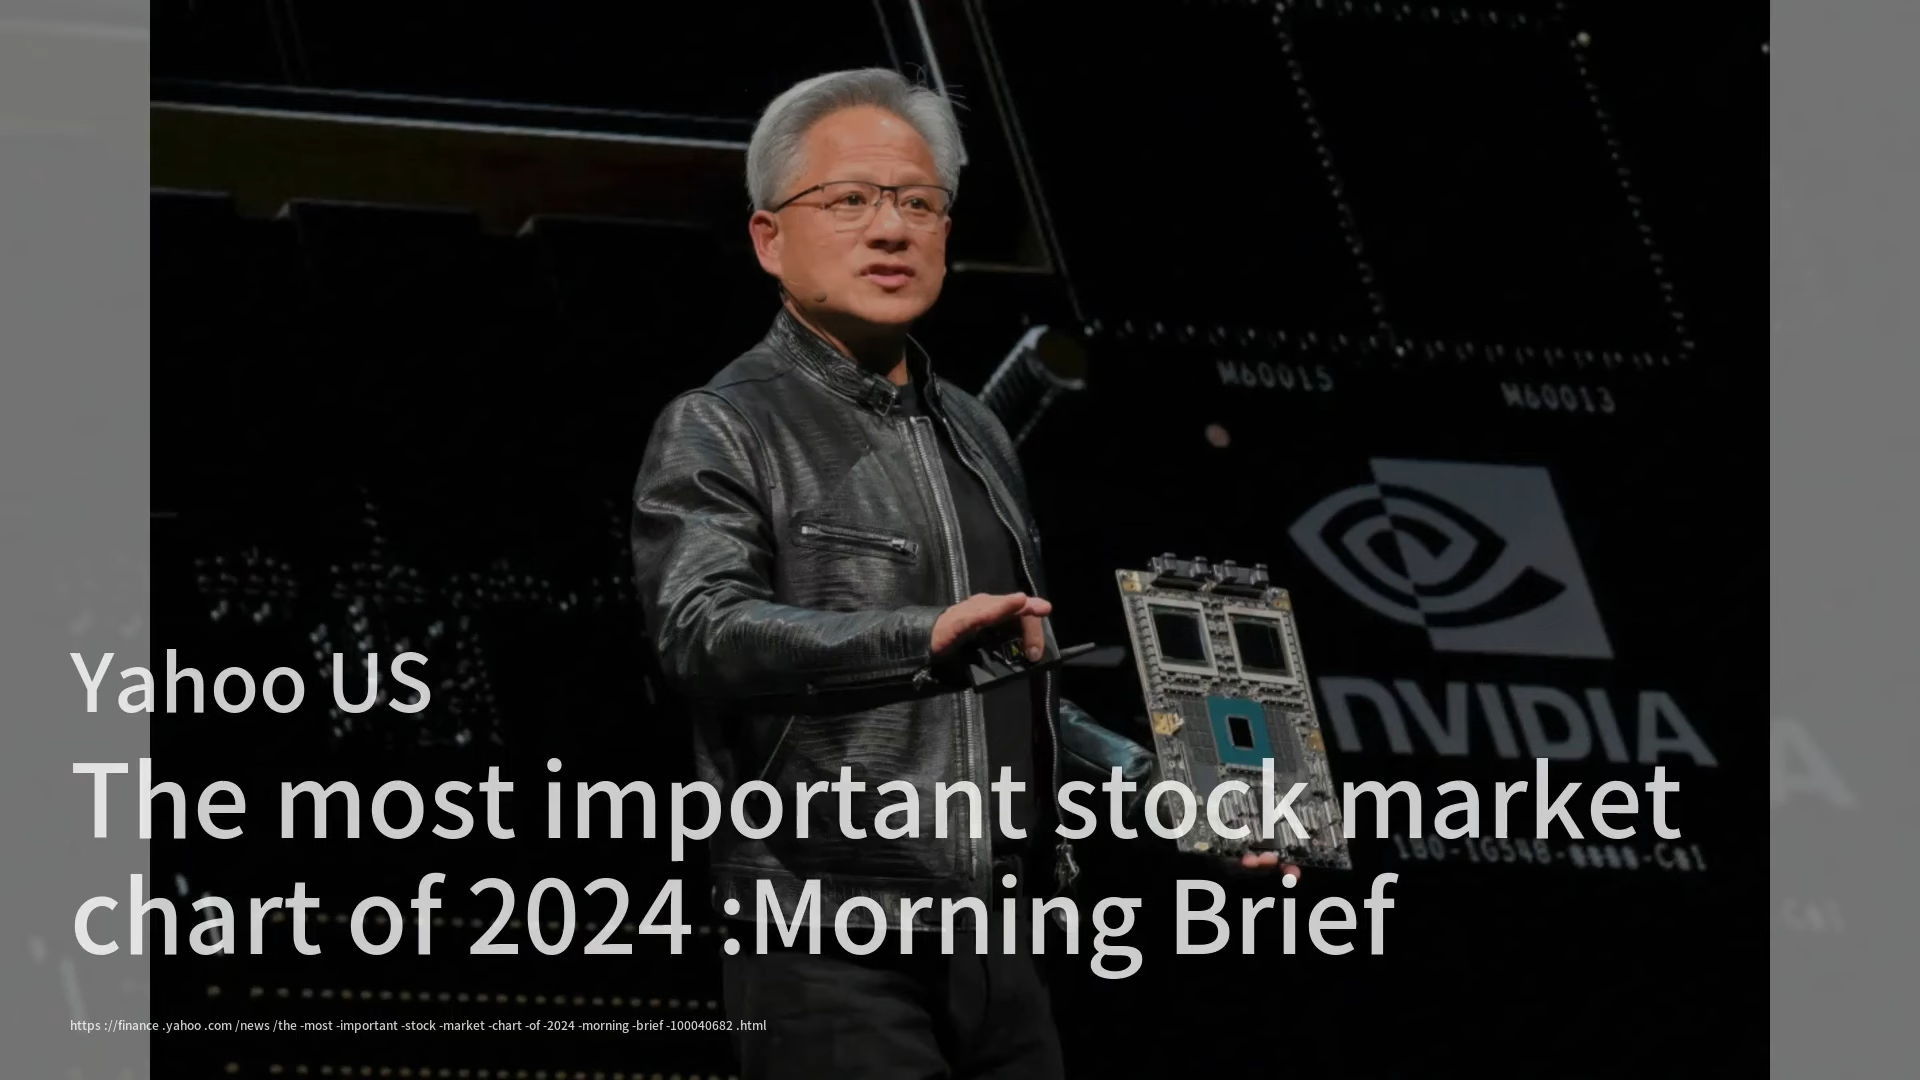 M60015
M60013
NVIDIA
Yahoo US
The most important stock market
chart of 2024 :Morning Brief
https ://finance .yahoo .com /news /the -most -important -stock -market -chart -of -2024 -morning -brief -100040682 .html